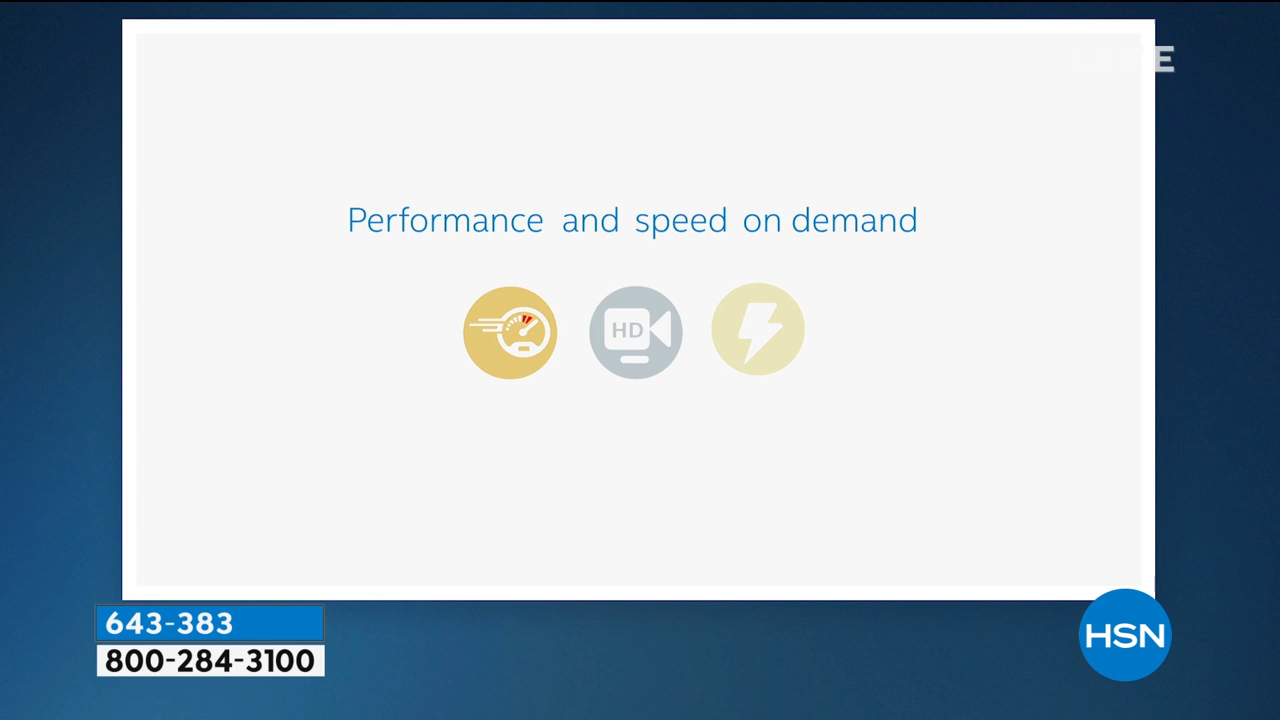 Performance and speed on demand
HD
643-383
800-284-3100
HSN